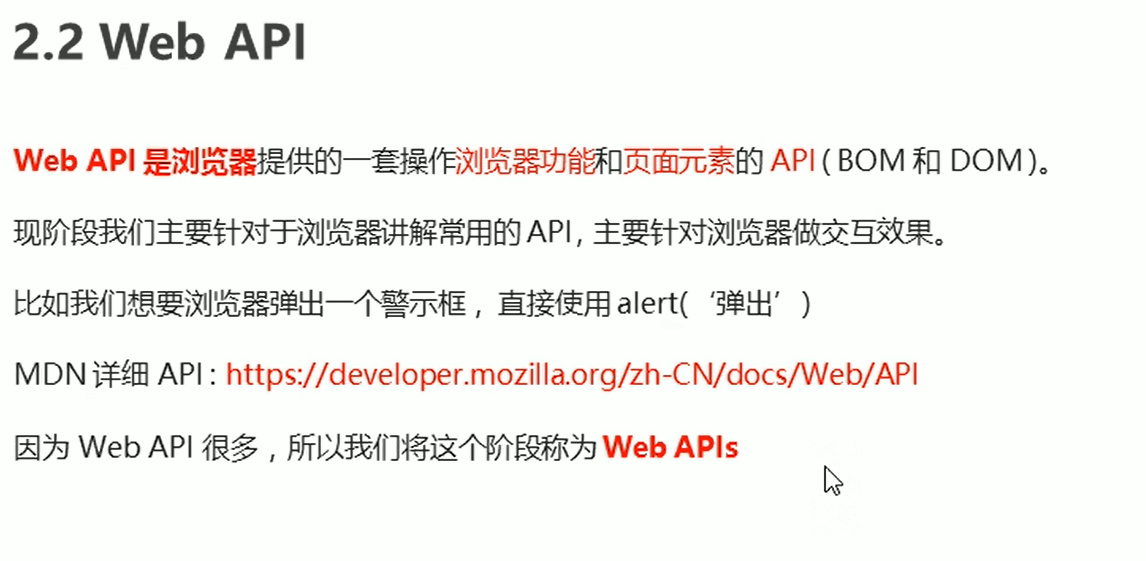 2.2 Web API
Web API 是浏览器提供的一套操作浏览器功能和页面元素的 API ( BOM 和 DOM )。
现阶段我们主要针对于浏览器讲解常用的 API , 主要针对浏览器做交互效果。
比如我们想要浏览器弹出一个警示框，直接使用 alert(‘弹出’)
MDN 详细 API : https://developer.mozilla.org/zh-CN/docs/Web/API
因为 Web API 很多，所以我们将这个阶段称为 Web APIs